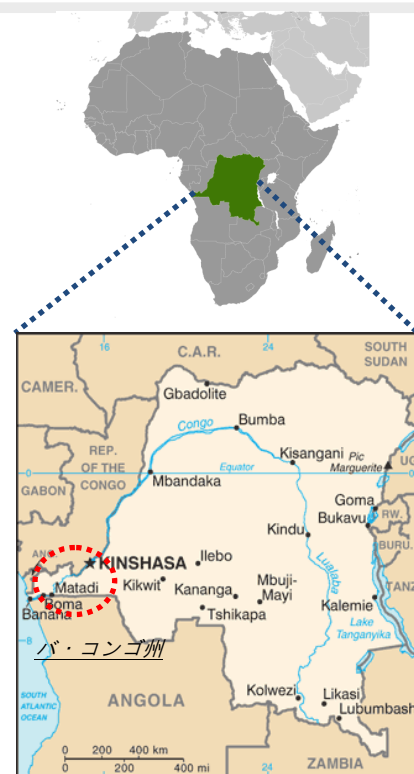 16
24
C.A.R.
SOUTH
SUDAN
CAMER.
Gbadolite
Congo
Bumba
REP.
OF THE
CONGO
Kisangani
Pic
Marguerite
Equator
0
Mbandaka
GABON
Goma
RW.
Bukavu
BURU.
Kindu
Ilebo
KINSHASA
Lualaba
Matadi
Kikwit
Kananga
Mbuji-
Mayi
Boma
Banana
Tshikapa
Kalemie
Lake
Tanganyika
8
バ・コンゴ州
SOUTH
ATLANTIC
OCEAN
ANGOLA
Kolwezi
Likasi
Lubumbash
0 200 400 km
0 200 400 mi
ZAMBIA